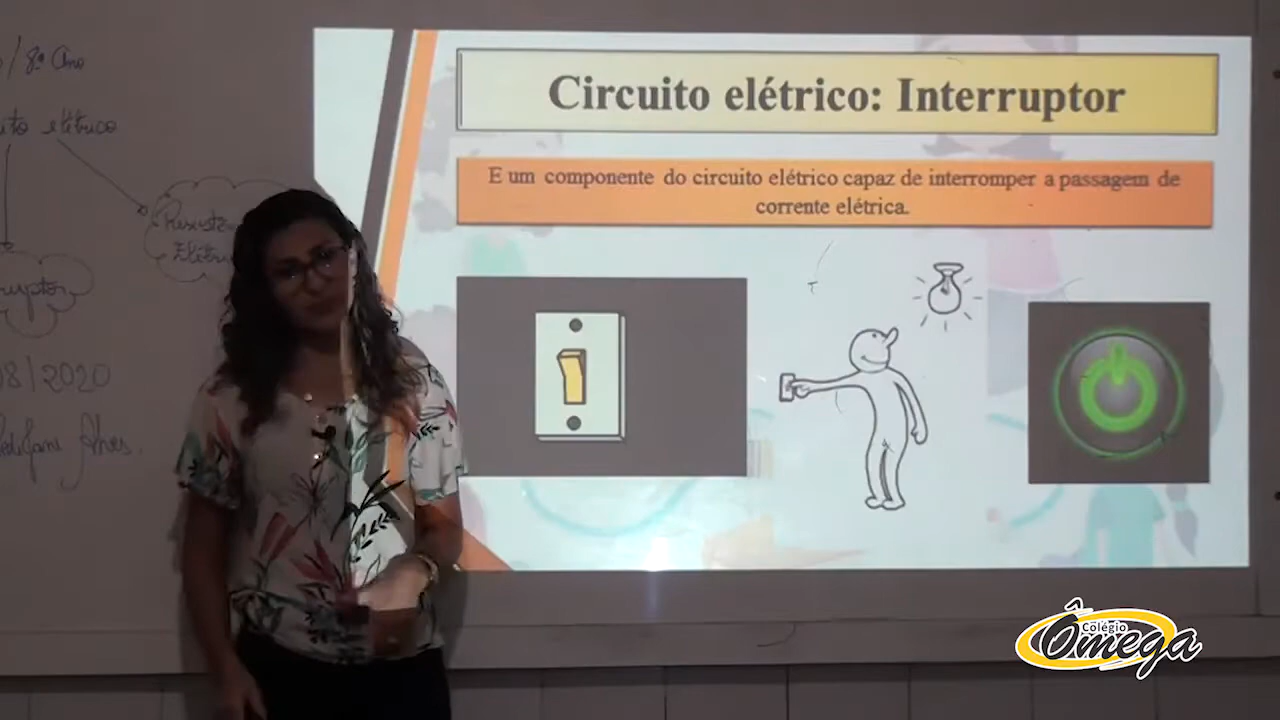 / 8º Ano
elétrico
Circuito elétrico: Interruptor
E um componente do circuito elétrico capaz de interromper a passagem de
corrente elétrica.
08/2020
Colégio
Ômega